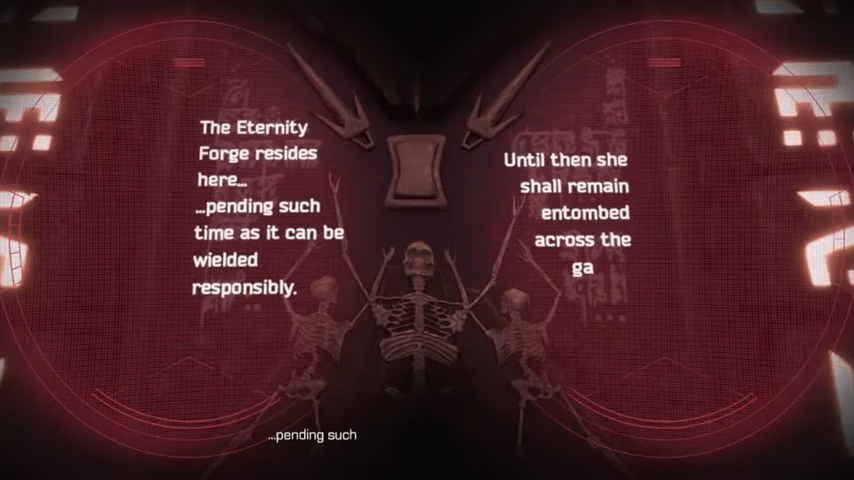 The Eternity
Forge resides
here...
...pending such
time as it can be
wielded
responsibly.
Until then she
shall remain
entombed
across the
ga
...pending such